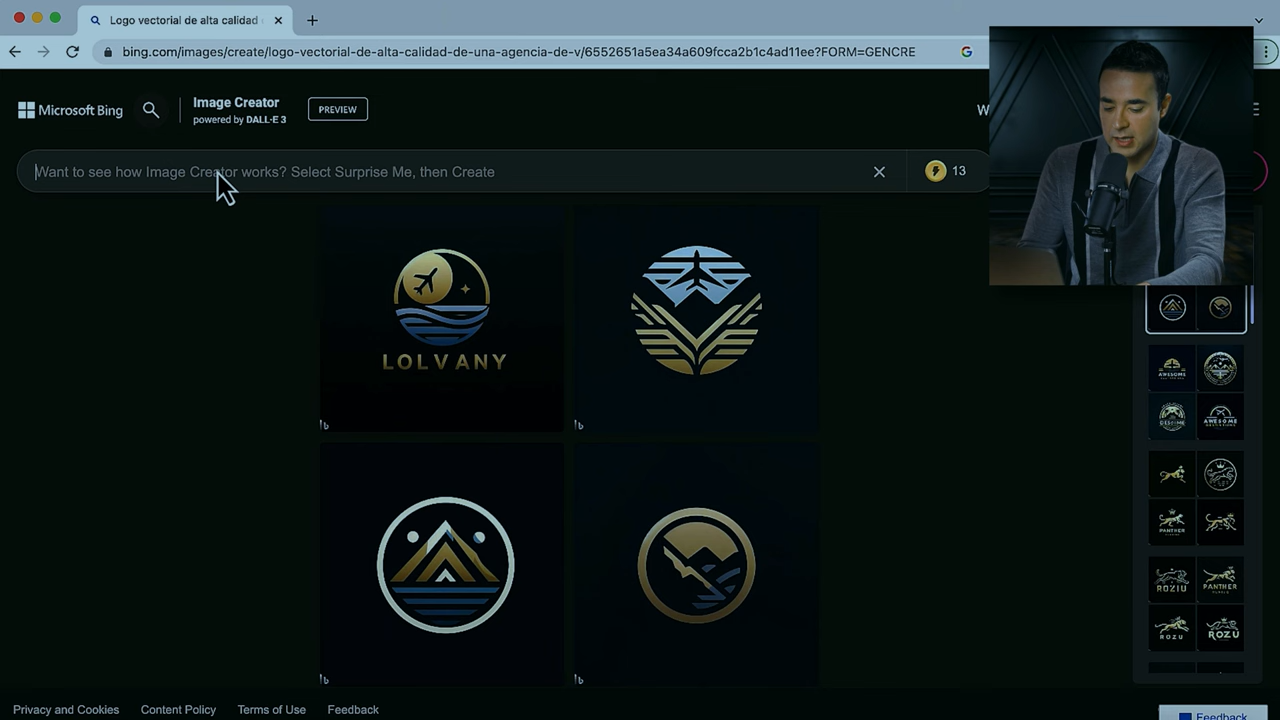 Logo vectorial de alta calidad
bing.com/images/create/logo-vectorial-de-alta-calidad-de-una-agencia-de-v/6552651a5ea34a609fcca2b1c4ad11ee?FORM=GENCRE
Microsoft Bing
Image Creator
powered by DALL·E 3
PREVIEW
W
Want to see how Image Creator works? Select Surprise Me, then Create
13
LOLVANY
AWESOME
AWESOME
PANTHER
ROZIU
PANTHER
ROZU
ROZU
Privacy and Cookies
Content Policy
Terms of Use
Feedback
Feedback